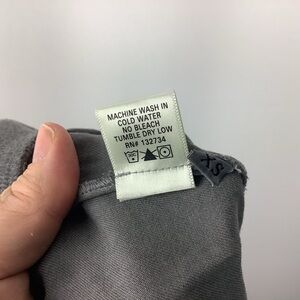 MACHINE WASH IN
COLD WATER
NO BLEACH
TUMBLE DRY LOW
RN# 132734
XS